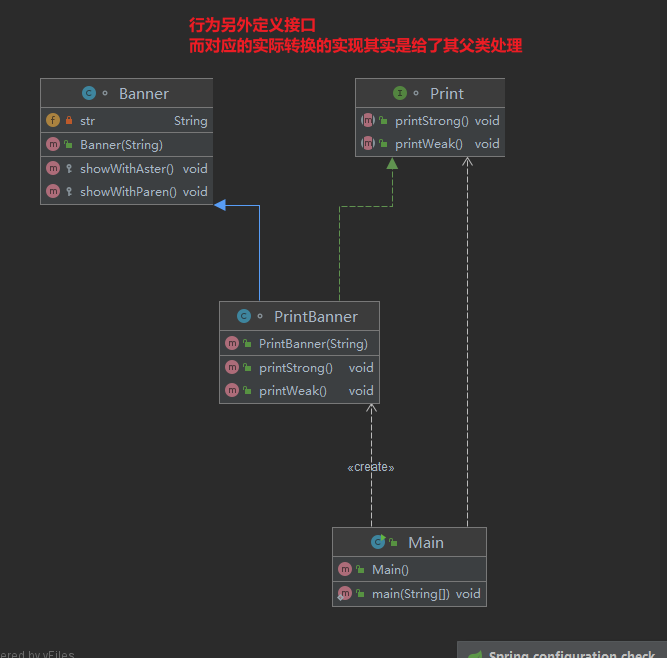 行为另外定义接口
而对应的实际转换的实现其实是给了其父类处理
Banner
str String
Banner(String)
showWithAster() void
showWithParen() void
Print
printStrong() void
printWeak() void
PrintBanner
PrintBanner(String)
printStrong() void
printWeak() void
«create»
Main
Main()
main(String[]) void
ered by yFiles
Spring configuration check